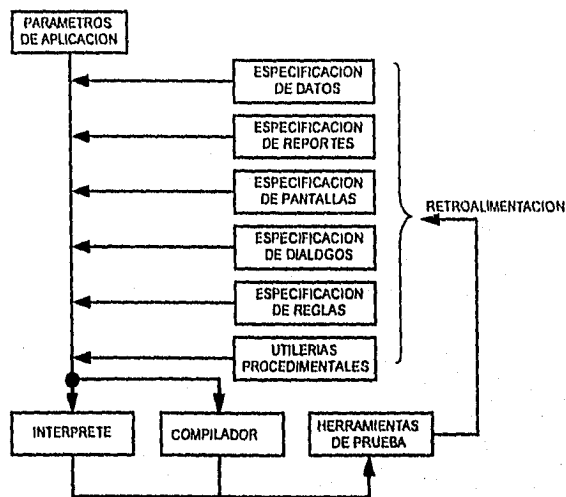 PARAMETROS
DE APLICACION
ESPECIFICACION
DE DATOS
ESPECIFICACION
DE REPORTES
ESPECIFICACION
DE PANTALLAS
RETROALIMENTACION
ESPECIFICACION
DE DIALOGOS
ESPECIFICACION
DE REGLAS
UTILERIAS
PROCEDIMENTALES
INTERPRETE
COMPILADOR
HERRAMIENTAS
DE PRUEBA